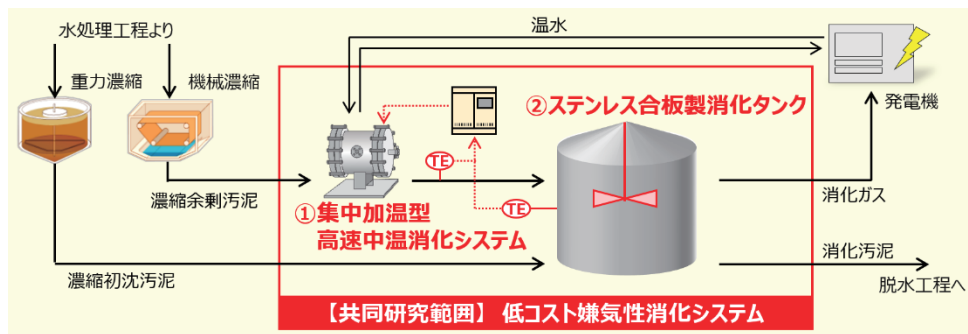 水処理工程より
重力濃縮
機械濃縮
温水
発電機
②ステンレス合板製消化タンク
TE
TE
濃縮余剰汚泥
①集中加温型
高速中温消化システム
消化ガス
濃縮初沈汚泥
消化汚泥
脱水工程へ
【共同研究範囲】 低コスト嫌気性消化システム